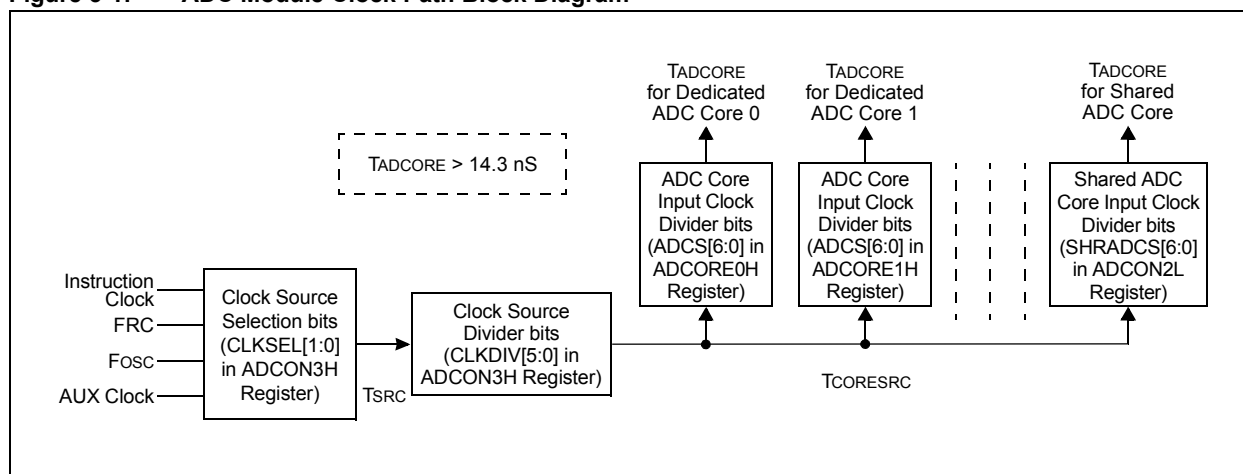 Figure ADC Module Clock Path Block Diagram
TADCORE
for Dedicated
ADC Core 0
TADCORE
for Dedicated
ADC Core 1
TADCORE
for Shared
ADC Core
TADCORE > 14.3 nS
ADC Core
Input Clock
Divider bits
(ADCS[6:0] in
ADCORE0H
Register)
ADC Core
Input Clock
Divider bits
(ADCS[6:0] in
ADCORE1H
Register)
Shared ADC
Core Input Clock
Divider bits
(SHRADCS[6:0]
in ADCON2L
Register)
Instruction
Clock
FRC
FOSC
AUX Clock
Clock Source
Selection bits
(CLKSEL[1:0]
in ADCON3H
Register)
TSRC
Clock Source
Divider bits
(CLKDIV[5:0] in
ADCON3H Register)
TCORESRC